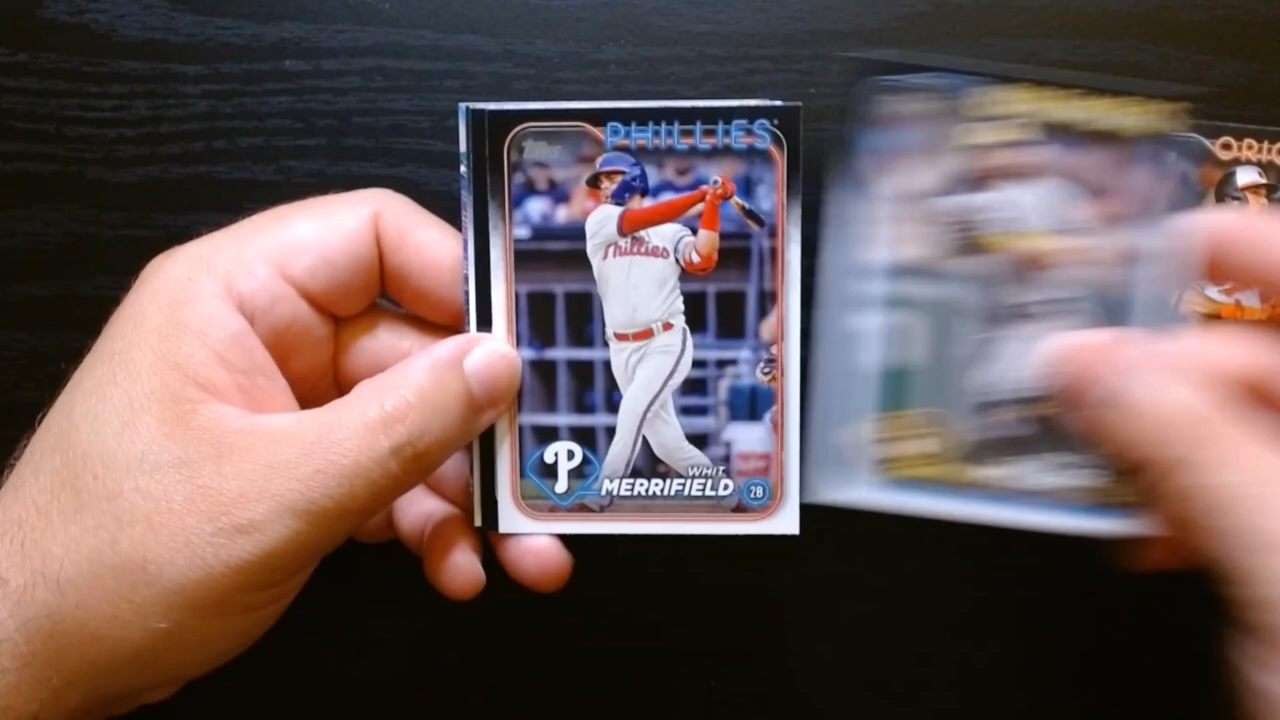 PHILLIES
Topps
Phillies
P
WHIT
MERRIFIELD
2B
ORIO